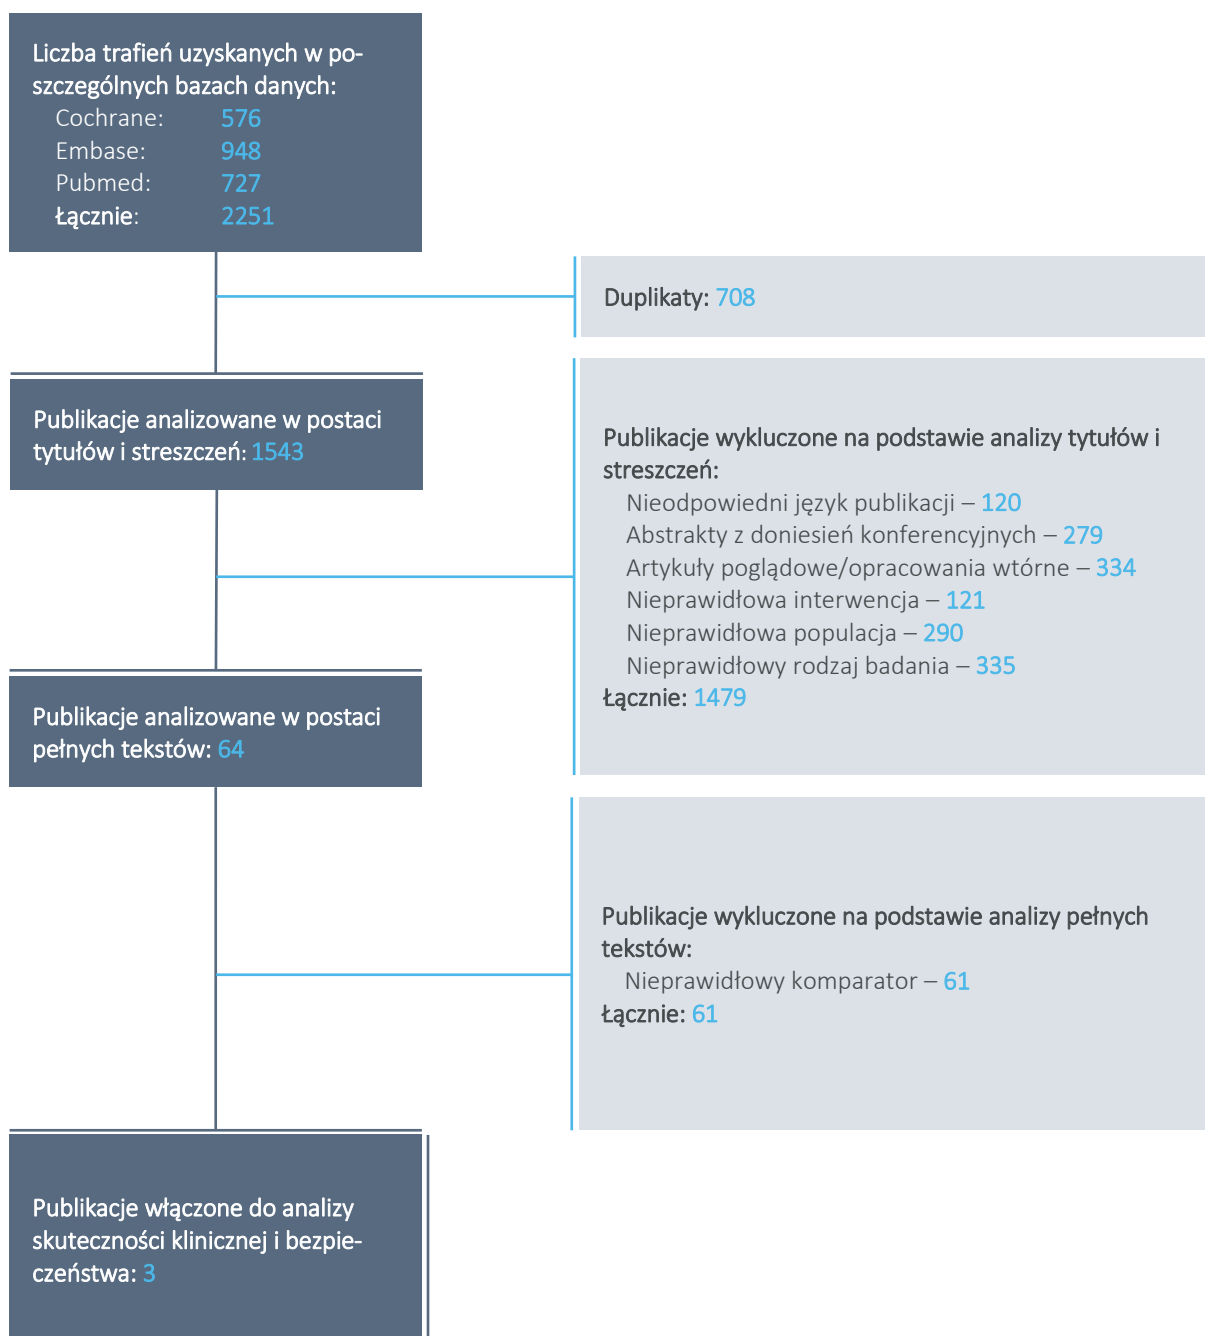 Liczba trafień uzyskanych w po-
szczególnych bazach danych:
Cochrane: 576
Embase: 948
Pubmed: 727
Łącznie: 2251
Duplikaty: 708
Publikacje analizowane w postaci
tytułów i streszczeń: 1543
Publikacje wykluczone na podstawie analizy tytułów i
streszczeń:
Nieodpowiedni język publikacji – 120
Abstrakty z doniesień konferencyjnych – 279
Artykuły poglądowe/opracowania wtórne – 334
Nieprawidłowa interwencja – 121
Nieprawidłowa populacja – 290
Nieprawidłowy rodzaj badania – 335
Łącznie: 1479
Publikacje analizowane w postaci
pełnych tekstów: 64
Publikacje wykluczone na podstawie analizy pełnych
tekstów:
Nieprawidłowy komparator – 61
Łącznie: 61
Publikacje włączone do analizy
skuteczności klinicznej i bezpie-
czeństwa: 3